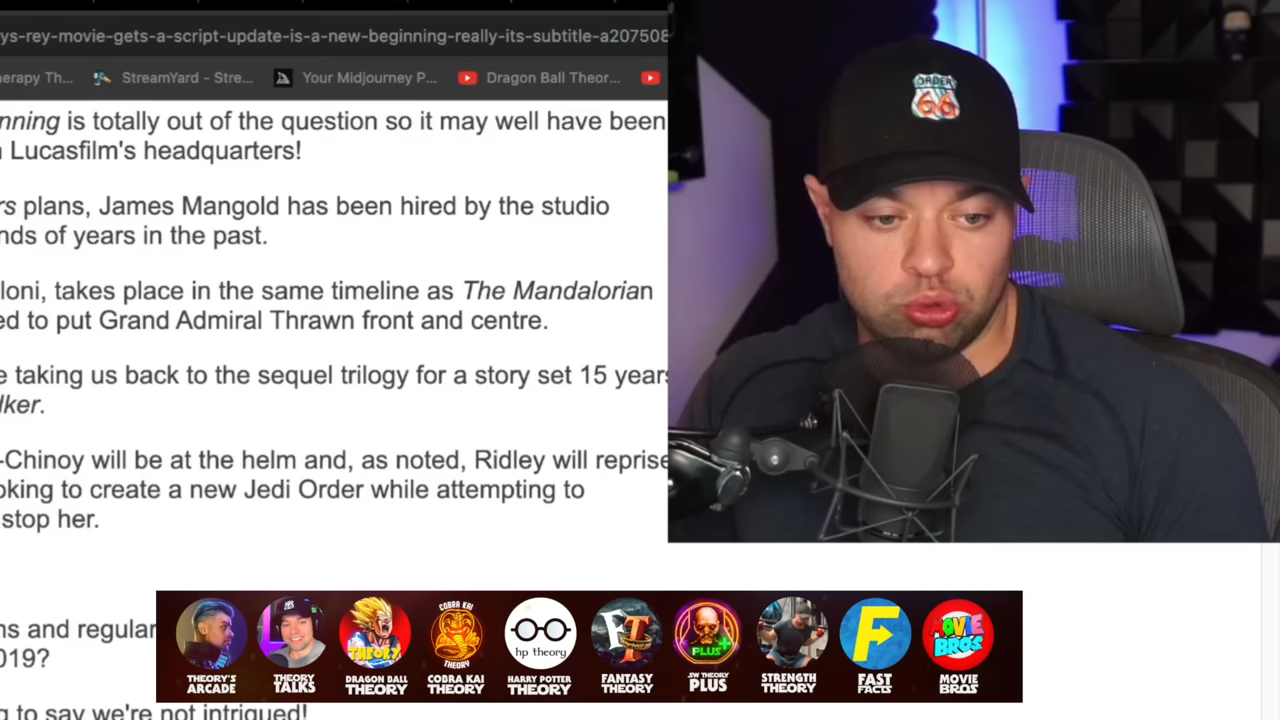 ys-rey-movie-gets-a-script-update-is-a-new-beginning-really-its-subtitle-a207508
erapy Th... StreamYard - Stre... Your Midjourney P... Dragon Ball Theor...
nning is totally out of the question so it may well have been
Lucasfilm's headquarters!
rs plans, James Mangold has been hired by the studio
nds of years in the past.
loni, takes place in the same timeline as The Mandalorian
ed to put Grand Admiral Thrawn front and centre.
e taking us back to the sequel trilogy for a story set 15 years
lker.
-Chinoy will be at the helm and, as noted, Ridley will reprise
oking to create a new Jedi Order while attempting to
stop her.
ns and regular
019?
g to say we're not intrigued!
ORDER
66
THEORY
COBRA KAI
THEORY
hp theory
FT
PLUS+
F
MOVIE
BROS
THEORY'S
ARCADE
THEORY
TALKS
DRAGON BALL
THEORY
COBRA KAI
THEORY
HARRY POTTER
THEORY
FANTASY
THEORY
SW THEORY
PLUS
STRENGTH
THEORY
FAST
FACTS
MOVIE
BROS